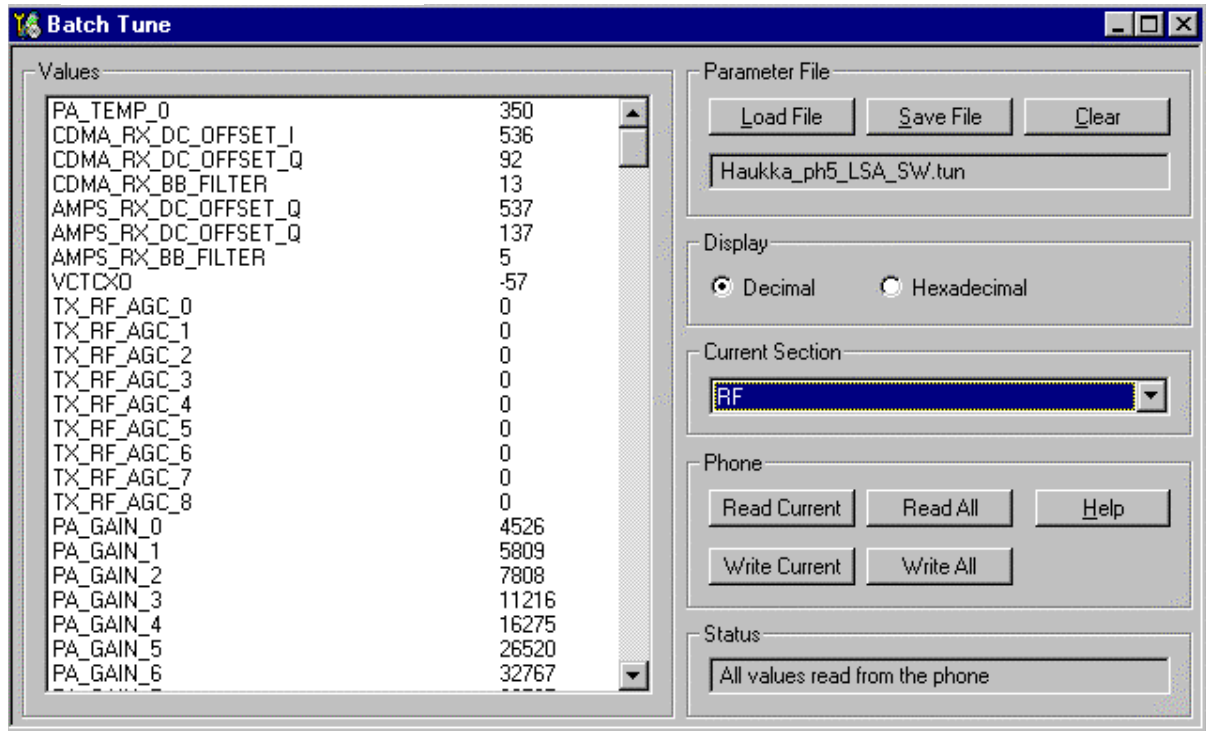 Batch Tune
Values
PA_TEMP_0 350
CDMA_RX_DC_OFFSET_I 536
CDMA_RX_DC_OFFSET_Q 92
CDMA_RX_BB_FILTER 13
AMPS_RX_DC_OFFSET_Q 537
AMPS_RX_DC_OFFSET_Q 137
AMPS_RX_BB_FILTER 5
VCTCXO -57
TX_RF_AGC_0 0
TX_RF_AGC_1 0
TX_RF_AGC_2 0
TX_RF_AGC_3 0
TX_RF_AGC_4 0
TX_RF_AGC_5 0
TX_RF_AGC_6 0
TX_RF_AGC_7 0
TX_RF_AGC_8 0
PA_GAIN_0 4526
PA_GAIN_1 5809
PA_GAIN_2 7808
PA_GAIN_3 11216
PA_GAIN_4 16275
PA_GAIN_5 26520
PA_GAIN_6 32767
Parameter File
Load File Save File Clear
Haukka_ph5_LSA_SW.tun
Display
Decimal Hexadecimal
Current Section
RF
Phone
Read Current Read All Help
Write Current Write All
Status
All values read from the phone